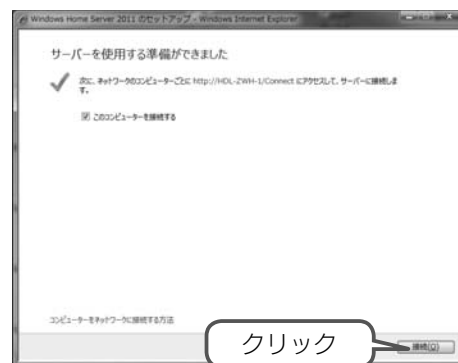 Windows Home Server 2011 のセットアップ - Windows Internet Explorer
サーバーを使用する準備ができました
次に、ネットワークのコンピューターごとに http://HDL-ZWH-1/Connect にアクセスして、サーバーに接続しま
す。
このコンピューターを接続する
コンピューターをネットワークに接続する方法
クリック
接続(O)